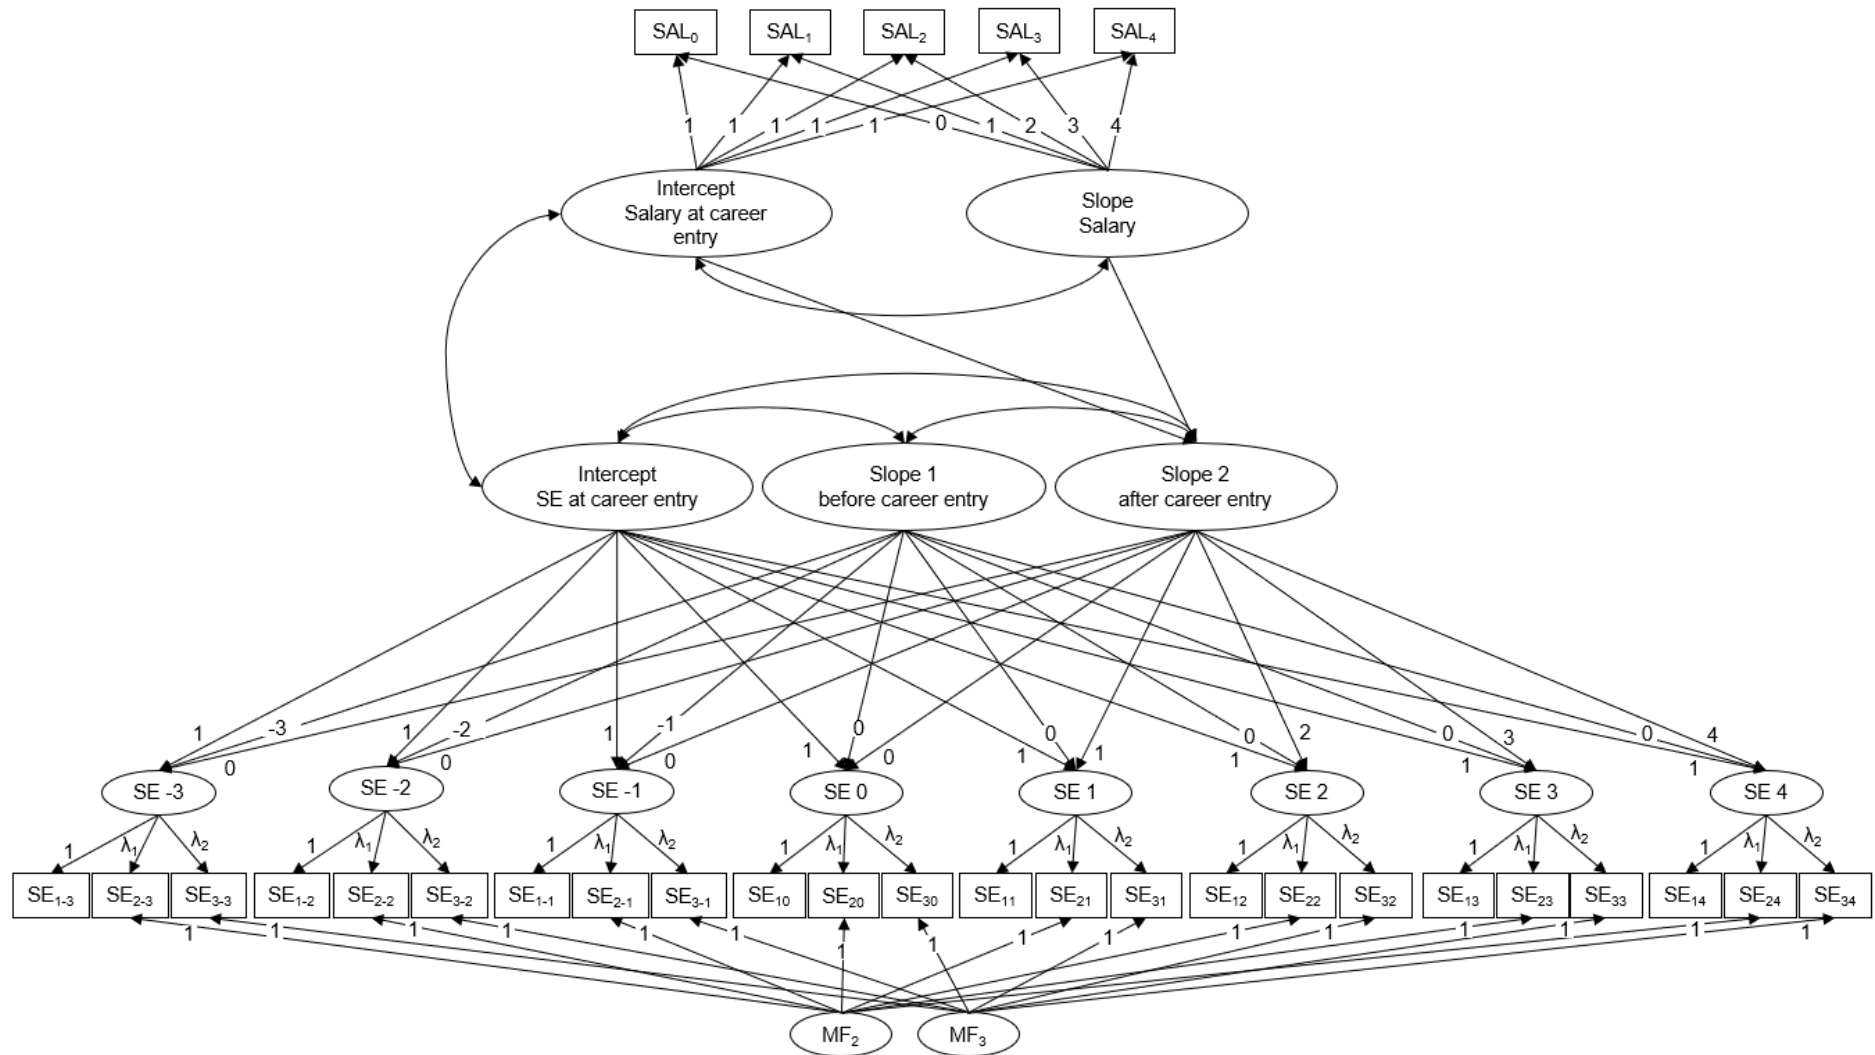 SAL₀ SAL₁ SAL₂ SAL₃ SAL₄
1 1 1 1 1 0 1 2 3 4
Intercept
Salary at career
entry
Slope
Salary
Intercept
SE at career entry
Slope 1
before career entry
Slope 2
after career entry
1 -3 0 1 -2 0 1 -1 0 1 0 0 1 0 1 1 0 2 1 0 3 1 0 4
SE -3 SE -2 SE -1 SE 0 SE 1 SE 2 SE 3 SE 4
1 λ₁ λ₂ 1 λ₁ λ₂ 1 λ₁ λ₂ 1 λ₁ λ₂ 1 λ₁ λ₂ 1 λ₁ λ₂ 1 λ₁ λ₂ 1 λ₁ λ₂
SE₁₋₃ SE₂₋₃ SE₃₋₃ SE₁₋₂ SE₂₋₂ SE₃₋₂ SE₁₋₁ SE₂₋₁ SE₃₋₁ SE₁₀ SE₂₀ SE₃₀ SE₁₁ SE₂₁ SE₃₁ SE₁₂ SE₂₂ SE₃₂ SE₁₃ SE₂₃ SE₃₃ SE₁₄ SE₂₄ SE₃₄
1 1 1 1 1 1 1 1 1 1 1 1 1 1 1 1
MF₂ MF₃